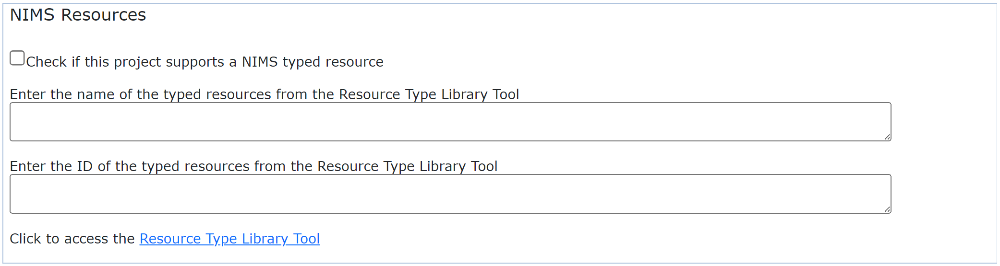 NIMS Resources
Check if this project supports a NIMS typed resource
Enter the name of the typed resources from the Resource Type Library Tool
Enter the ID of the typed resources from the Resource Type Library Tool
Click to access the Resource Type Library Tool